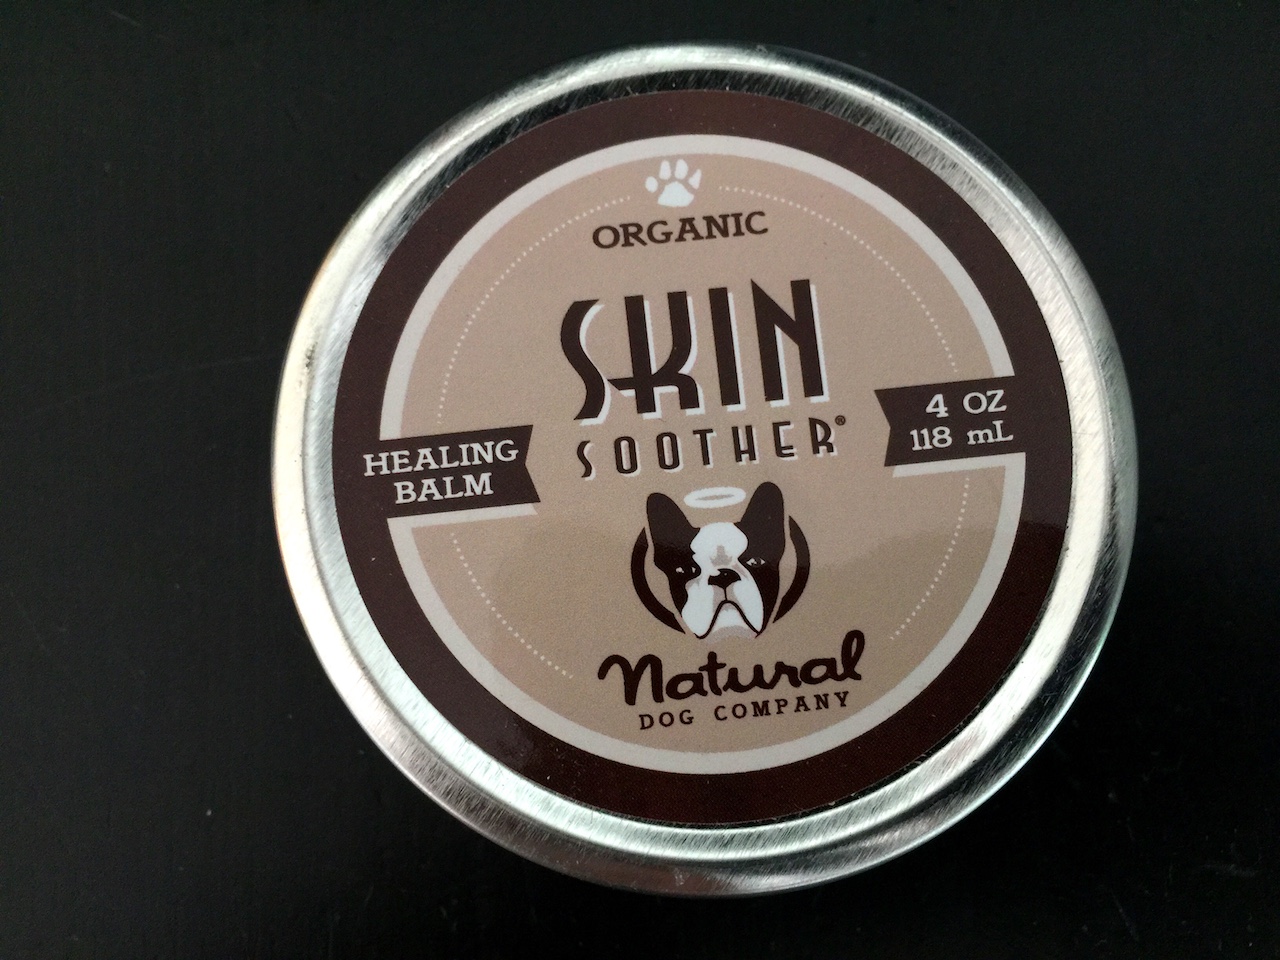 ORGANIC
SKIN
SOOTHER®
HEALING
BALM
4 OZ
118 mL
Natural
DOG COMPANY